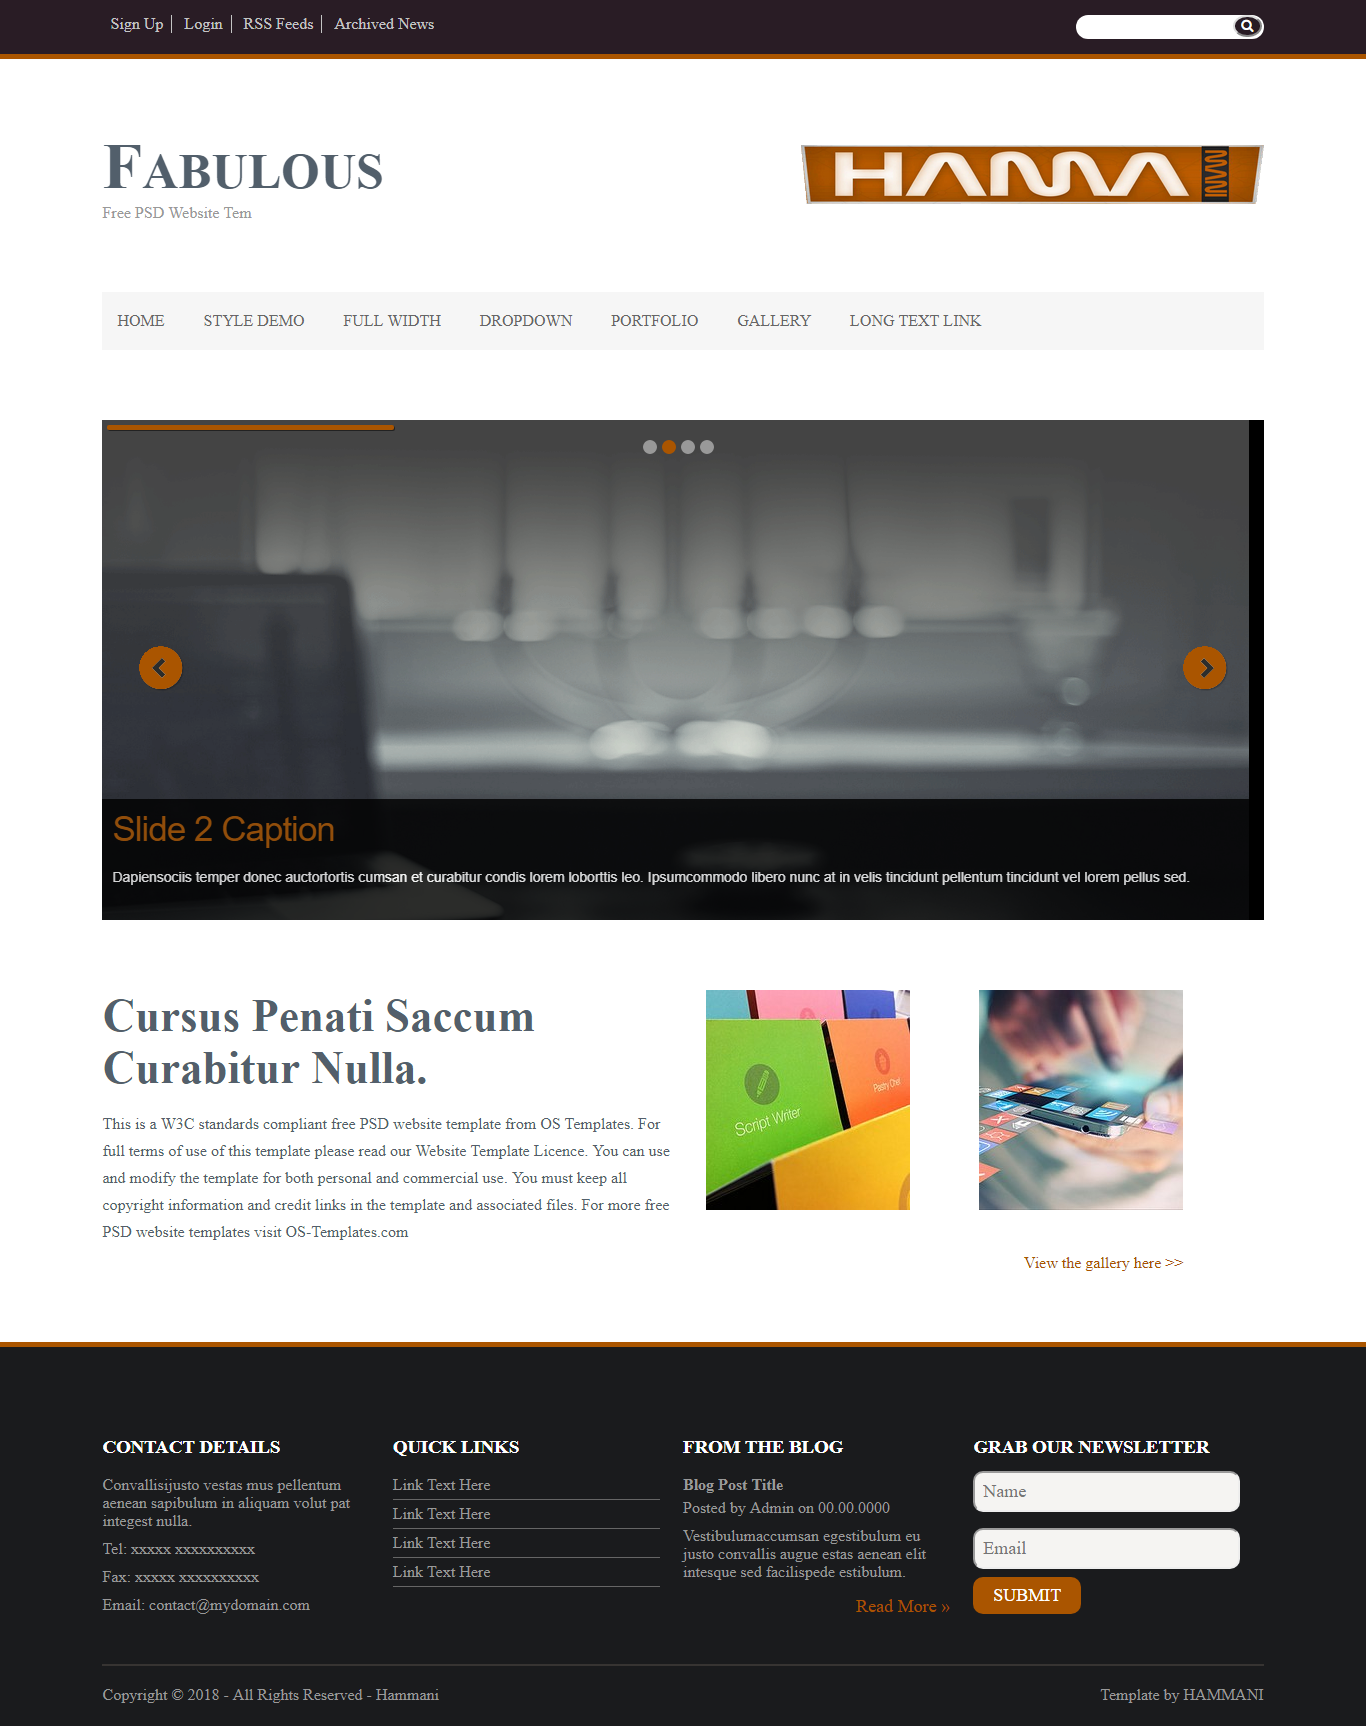 Sign Up
Login
RSS Feeds
Archived News
FABULOUS
Free PSD Website Tem
HAMMA
MANI
HOME
STYLE DEMO
FULL WIDTH
DROPDOWN
PORTFOLIO
GALLERY
LONG TEXT LINK
Slide 2 Caption
Dapiensociis temper donec auctortortis cumsan et curabitur condis lorem loborttis leo. Ipsumcommodo libero nunc at in velis tincidunt pellentum tincidunt vel lorem pellus sed.
Cursus Penati Saccum
Curabitur Nulla.
This is a W3C standards compliant free PSD website template from OS Templates. For
full terms of use of this template please read our Website Template Licence. You can use
and modify the template for both personal and commercial use. You must keep all
copyright information and credit links in the template and associated files. For more free
PSD website templates visit OS-Templates.com
Script Writer
Pastry Chef
View the gallery here >>
CONTACT DETAILS
Convallisijusto vestas mus pellentum
aenean sapibulum in aliquam volut pat
integest nulla.
Tel: xxxxx xxxxxxxxxx
Fax: xxxxx xxxxxxxxxx
Email: contact@mydomain.com
QUICK LINKS
Link Text Here
Link Text Here
Link Text Here
Link Text Here
FROM THE BLOG
Blog Post Title
Posted by Admin on 00.00.0000
Vestibulumaccumsan egestibulum eu
justo convallis augue estas aenean elit
intesque sed facilispede estibulum.
Read More »
GRAB OUR NEWSLETTER
Name
Email
SUBMIT
Copyright © 2018 - All Rights Reserved - Hammani
Template by HAMMANI